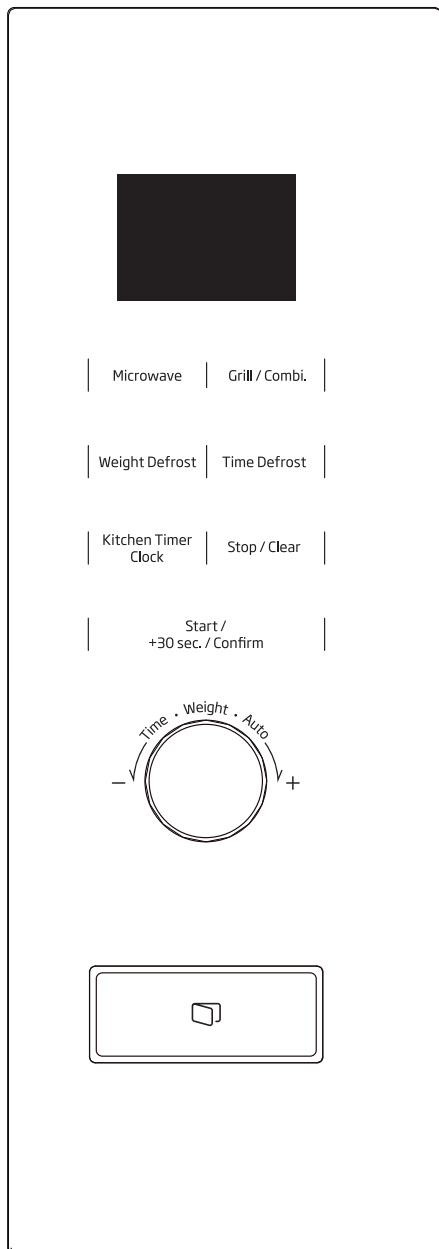 Microwave
Grill / Combi.
Weight Defrost
Time Defrost
Kitchen Timer
Clock
Stop / Clear
Start /
+30 sec. / Confirm
Time · Weight · Auto
− +